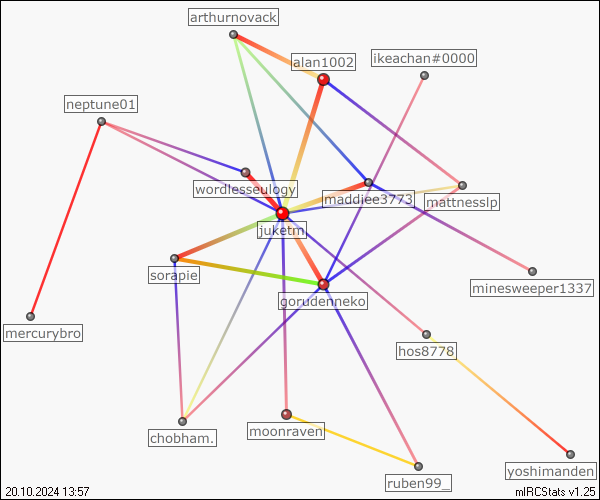 arthurnovack
alan1002
ikeachan#0000
neptune01
wordlesseulogy
maddiee3773
mattnesslp
juketm
sorapie
minesweeper1337
gorudenneko
mercurybro
hos8778
chobham.
moonraven
yoshimanden
ruben99_
20.10.2024 13:57
mIRCStats v1.25